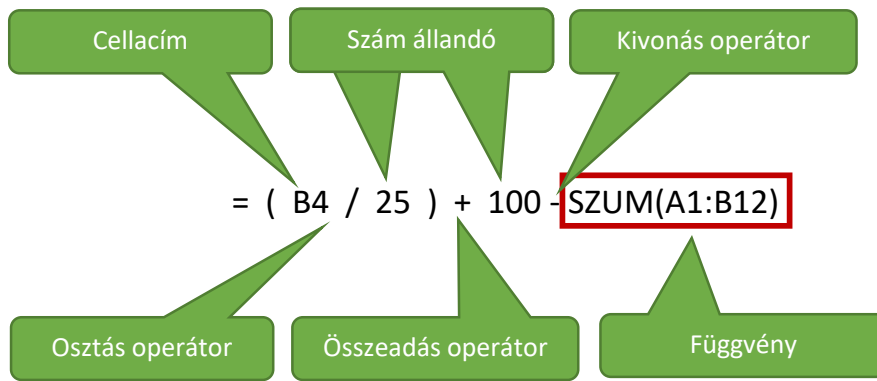 Cellacím
Szám állandó
Kivonás operátor
= ( B4 / 25 ) + 100 - SZUM(A1:B12)
Osztás operátor
Összeadás operátor
Függvény